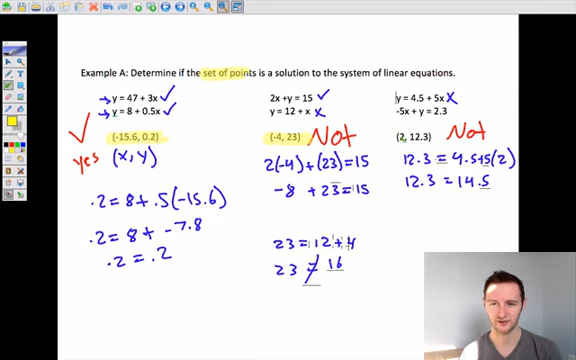 Example A: Determine if the set of points is a solution to the system of linear equations.
→ y = 47 + 3x ✓
→ y = 8 + 0.5x ✓
(-15.6, 0.2)
✓ yes
(x, y)
.2 = 8 + .5(-15.6)
.2 = 8 + -7.8
.2 = .2
2x +y = 15 ✓
y = 12 + x x
(-4, 23) Not
2(-4) + (23) = 15
-8 + 23 = 15
23 = 12 + 4
23 ≠ 16
y = 4.5 + 5x X
-5x + y = 2.3
(2, 12.3) Not
12.3 = 4.5+5(2)
12.3 = 14.5